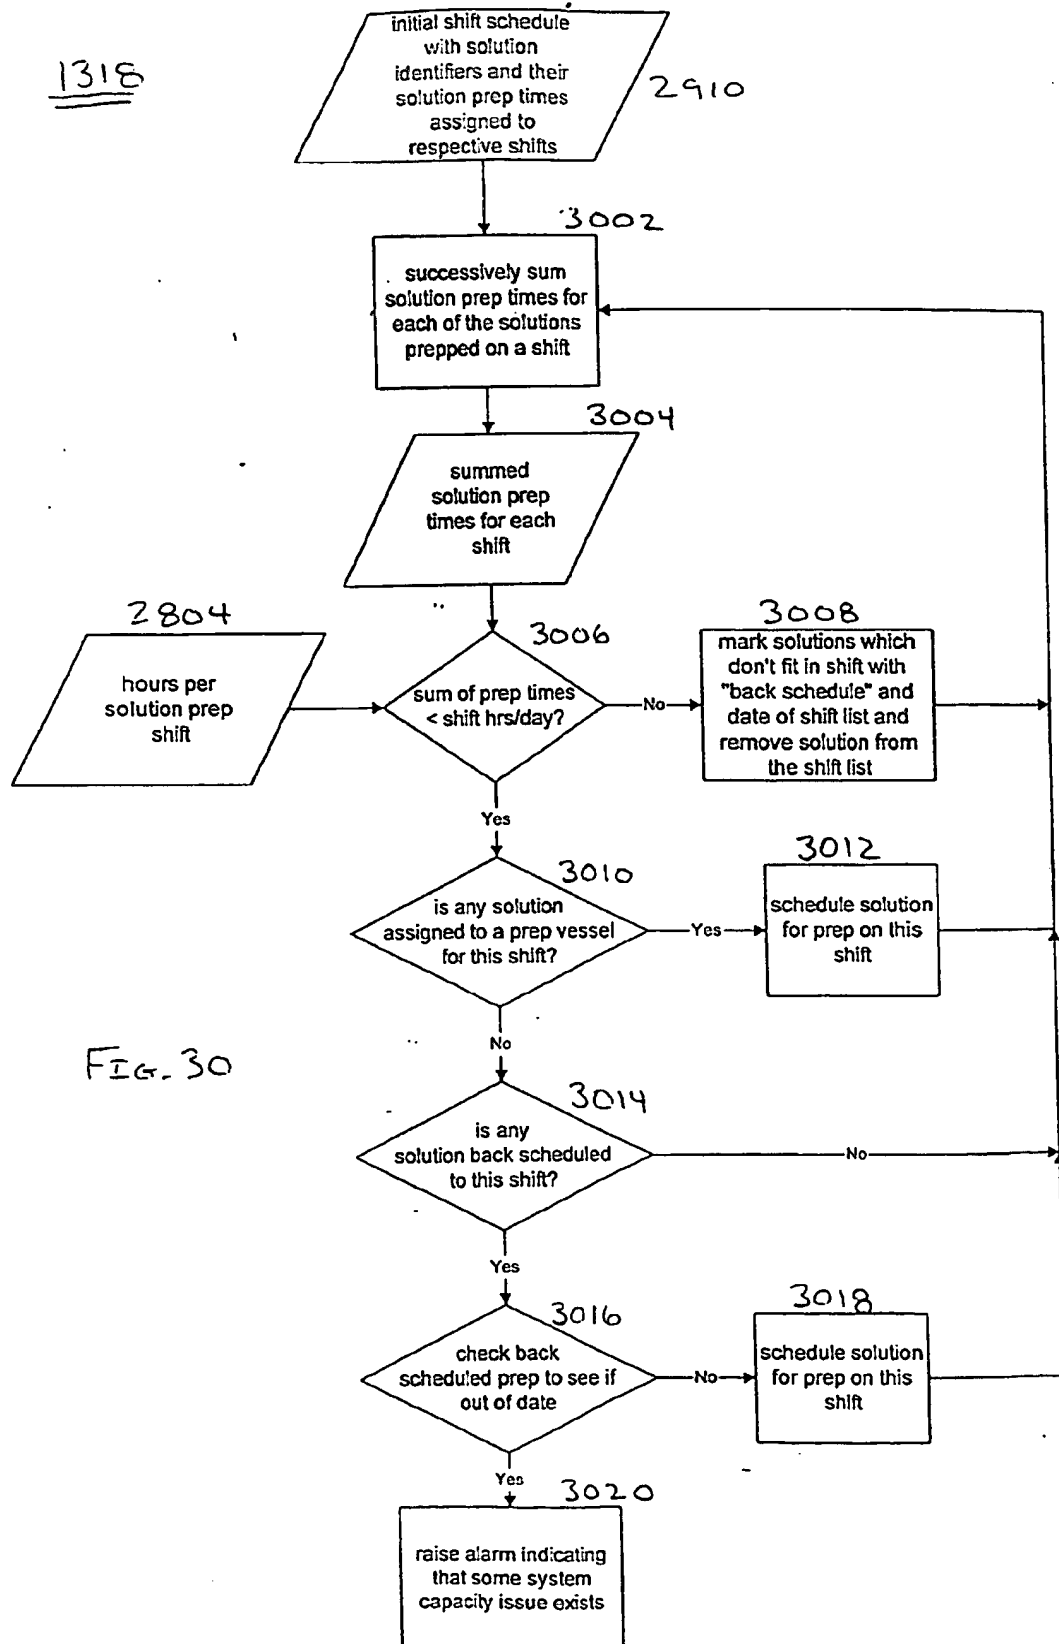 1318
initial shift schedule
with solution
identifiers and their
solution prep times
assigned to
respective shifts
2910
3002
successively sum
solution prep times for
each of the solutions
prepped on a shift
3004
summed
solution prep
times for each
shift
2804
hours per
solution prep
shift
3006
sum of prep times
< shift hrs/day?
No
3008
mark solutions which
don't fit in shift with
"back schedule" and
date of shift list and
remove solution from
the shift list
Yes
3010
is any solution
assigned to a prep vessel
for this shift?
Yes
3012
schedule solution
for prep on this
shift
No
FIG. 30
3014
is any
solution back scheduled
to this shift?
No
Yes
3016
check back
scheduled prep to see if
out of date
No
3018
schedule solution
for prep on this
shift
Yes
3020
raise alarm indicating
that some system
capacity issue exists